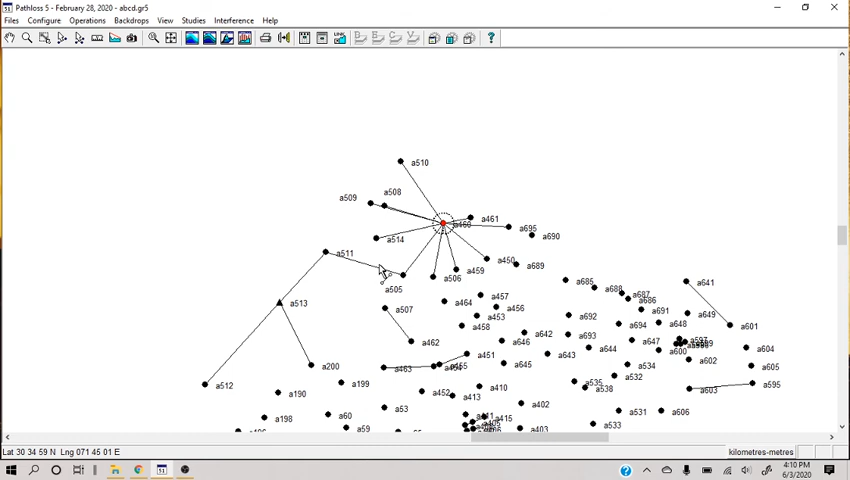 Pathloss 5 - February 28, 2020 - abcd.gr5
Files Configure Operations Backdrops View Studies Interference Help
a510
a509
a508
a461
a460
a695
a690
a514
a511
a450
a689
a459
a506
a505
a685
a688
a687
a686
a641
a513
a464
a457
a456
a507
a453
a692
a691
a649
a458
a694
a648
a601
a462
a642
a693
a646
a647
a644
a643
a600
a604
a451
a602
a200
a463
a645
a534
a605
a532
a512
a199
a535
a538
a410
a603
a595
a190
a452
a413
a402
a53
a531
a606
a198
a60
a415
a59
a403
a533
Lat 30 34 59 N Lng 071 45 01 E
kilometres-metres
4:10 PM
6/3/2020